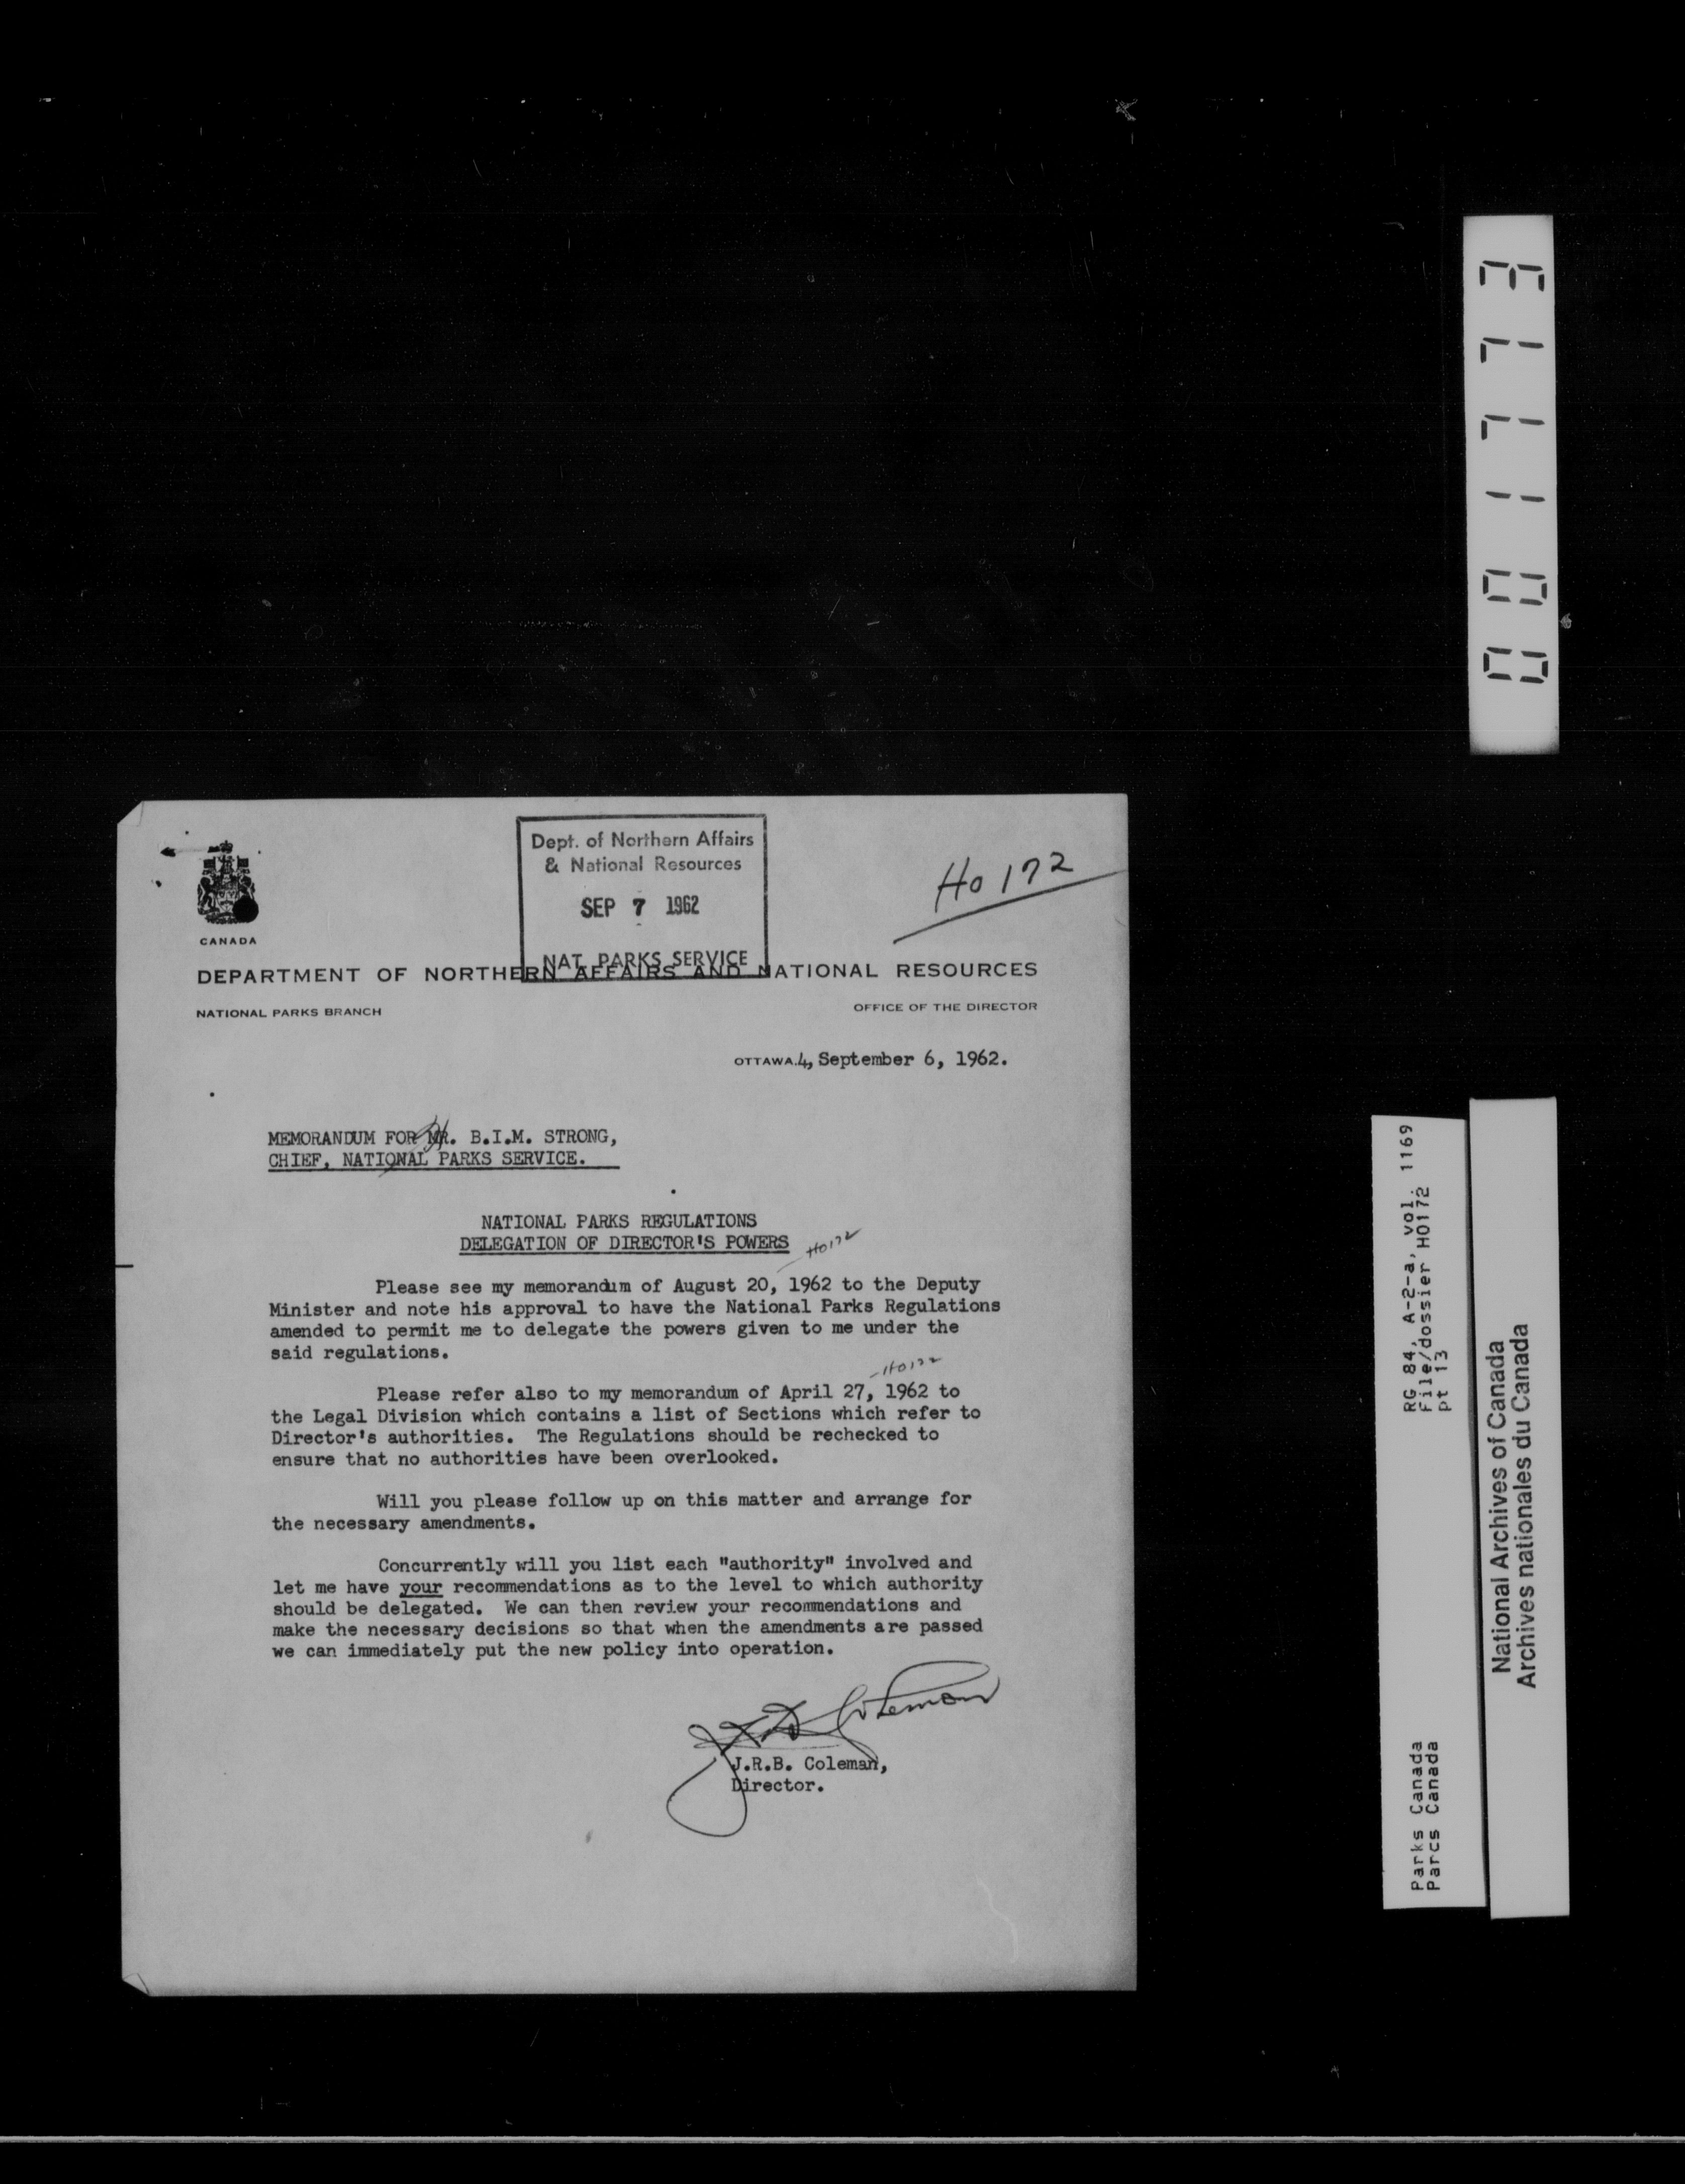 Dept. of Northern Affairs
& National Resources
SEP 7 1962
NAT. PARKS SERVICE
Ho 172
CANADA
DEPARTMENT OF NORTHERN AFFAIRS AND NATIONAL RESOURCES
NATIONAL PARKS BRANCH
OFFICE OF THE DIRECTOR
OTTAWA.4, September 6, 1962.
MEMORANDUM FOR MR. B.I.M. STRONG,
CHIEF, NATIONAL PARKS SERVICE.
NATIONAL PARKS REGULATIONS
DELEGATION OF DIRECTOR'S POWERS
Ho172
Please see my memorandum of August 20, 1962 to the Deputy
Minister and note his approval to have the National Parks Regulations
amended to permit me to delegate the powers given to me under the
said regulations.
Ho172
Please refer also to my memorandum of April 27, 1962 to
the Legal Division which contains a list of Sections which refer to
Director's authorities. The Regulations should be rechecked to
ensure that no authorities have been overlooked.
Will you please follow up on this matter and arrange for
the necessary amendments.
Concurrently will you list each "authority" involved and
let me have your recommendations as to the level to which authority
should be delegated. We can then review your recommendations and
make the necessary decisions so that when the amendments are passed
we can immediately put the new policy into operation.
J.R.B. Coleman
J.R.B. Coleman,
Director.
001773
RG 84, A-2-a, vol. 1169
File/dossier H0172
pt 13
Parks Canada
Parcs Canada
National Archives of Canada
Archives nationales du Canada